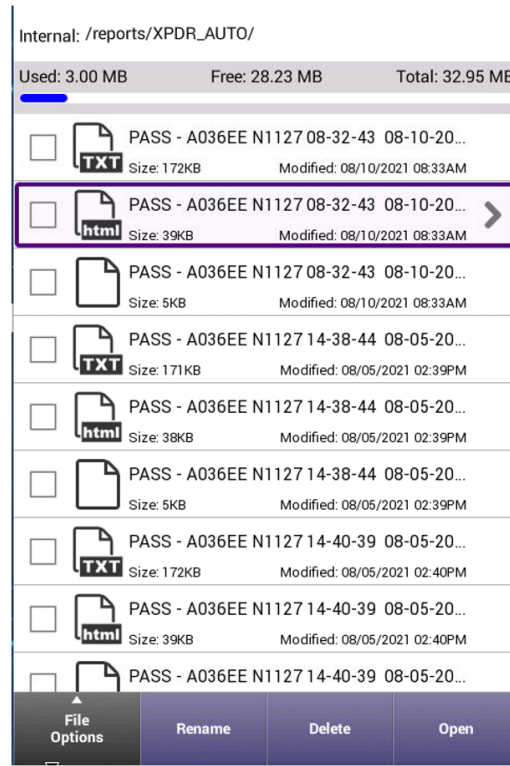 Internal: /reports/XPDR_AUTO/
Used: 3.00 MB Free: 28.23 MB Total: 32.95 MB
PASS - A036EE N1127 08-32-43 08-10-20...
TXT Size: 172KB Modified: 08/10/2021 08:33AM
PASS - A036EE N1127 08-32-43 08-10-20...
html Size: 39KB Modified: 08/10/2021 08:33AM
PASS - A036EE N1127 08-32-43 08-10-20...
Size: 5KB Modified: 08/10/2021 08:33AM
PASS - A036EE N1127 14-38-44 08-05-20...
TXT Size: 171KB Modified: 08/05/2021 02:39PM
PASS - A036EE N1127 14-38-44 08-05-20...
html Size: 38KB Modified: 08/05/2021 02:39PM
PASS - A036EE N1127 14-38-44 08-05-20...
Size: 5KB Modified: 08/05/2021 02:39PM
PASS - A036EE N1127 14-40-39 08-05-20...
TXT Size: 172KB Modified: 08/05/2021 02:40PM
PASS - A036EE N1127 14-40-39 08-05-20...
html Size: 39KB Modified: 08/05/2021 02:40PM
PASS - A036EE N1127 14-40-39 08-05-20...
File Options Rename Delete Open